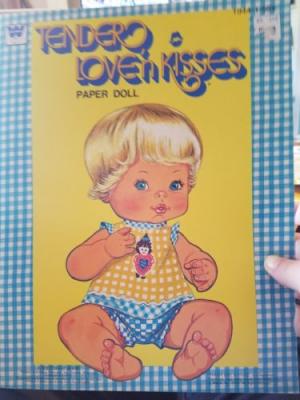 TENDER
LOVE 'n KISSES
PAPER DOLL